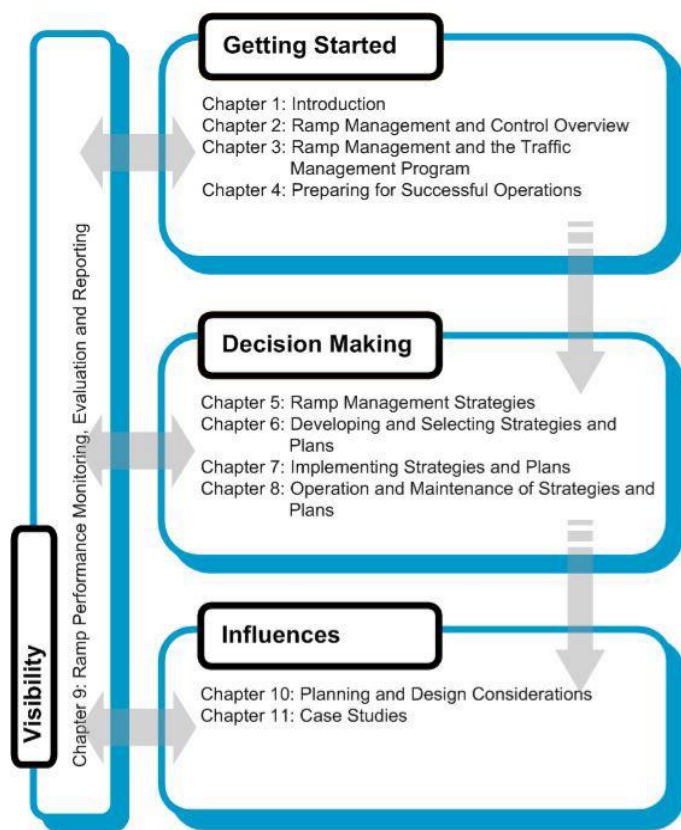 Getting Started
Chapter 1: Introduction
Chapter 2: Ramp Management and Control Overview
Chapter 3: Ramp Management and the Traffic
Management Program
Chapter 4: Preparing for Successful Operations
Decision Making
Chapter 5: Ramp Management Strategies
Chapter 6: Developing and Selecting Strategies and
Plans
Chapter 7: Implementing Strategies and Plans
Chapter 8: Operation and Maintenance of Strategies and
Plans
Influences
Chapter 10: Planning and Design Considerations
Chapter 11: Case Studies
Visibility
Chapter 9: Ramp Performance Monitoring, Evaluation and Reporting